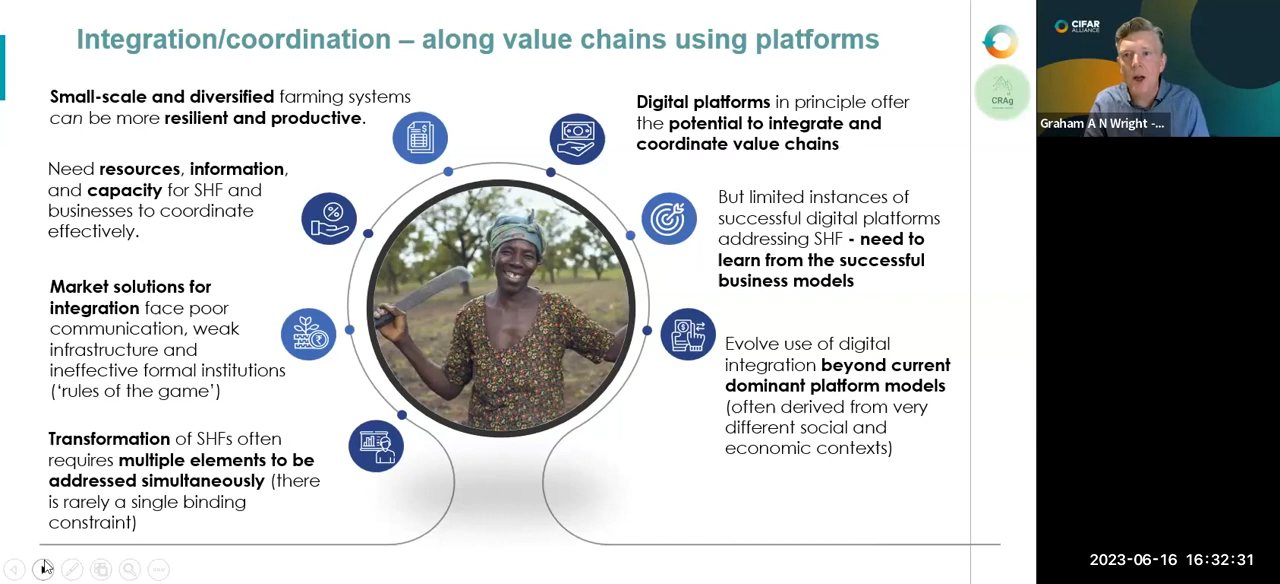 Integration/coordination – along value chains using platforms
Small-scale and diversified farming systems
can be more resilient and productive.
Need resources, information,
and capacity for SHF and
businesses to coordinate
effectively.
Market solutions for
integration face poor
communication, weak
infrastructure and
ineffective formal institutions
(‘rules of the game’)
Transformation of SHFs often
requires multiple elements to be
addressed simultaneously (there
is rarely a single binding
constraint)
Digital platforms in principle offer
the potential to integrate and
coordinate value chains
But limited instances of
successful digital platforms
addressing SHF - need to
learn from the successful
business models
Evolve use of digital
integration beyond current
dominant platform models
(often derived from very
different social and
economic contexts)
CRAg
CIFAR
ALLIANCE
Graham A N Wright -...
2023-06-16 16:32:31